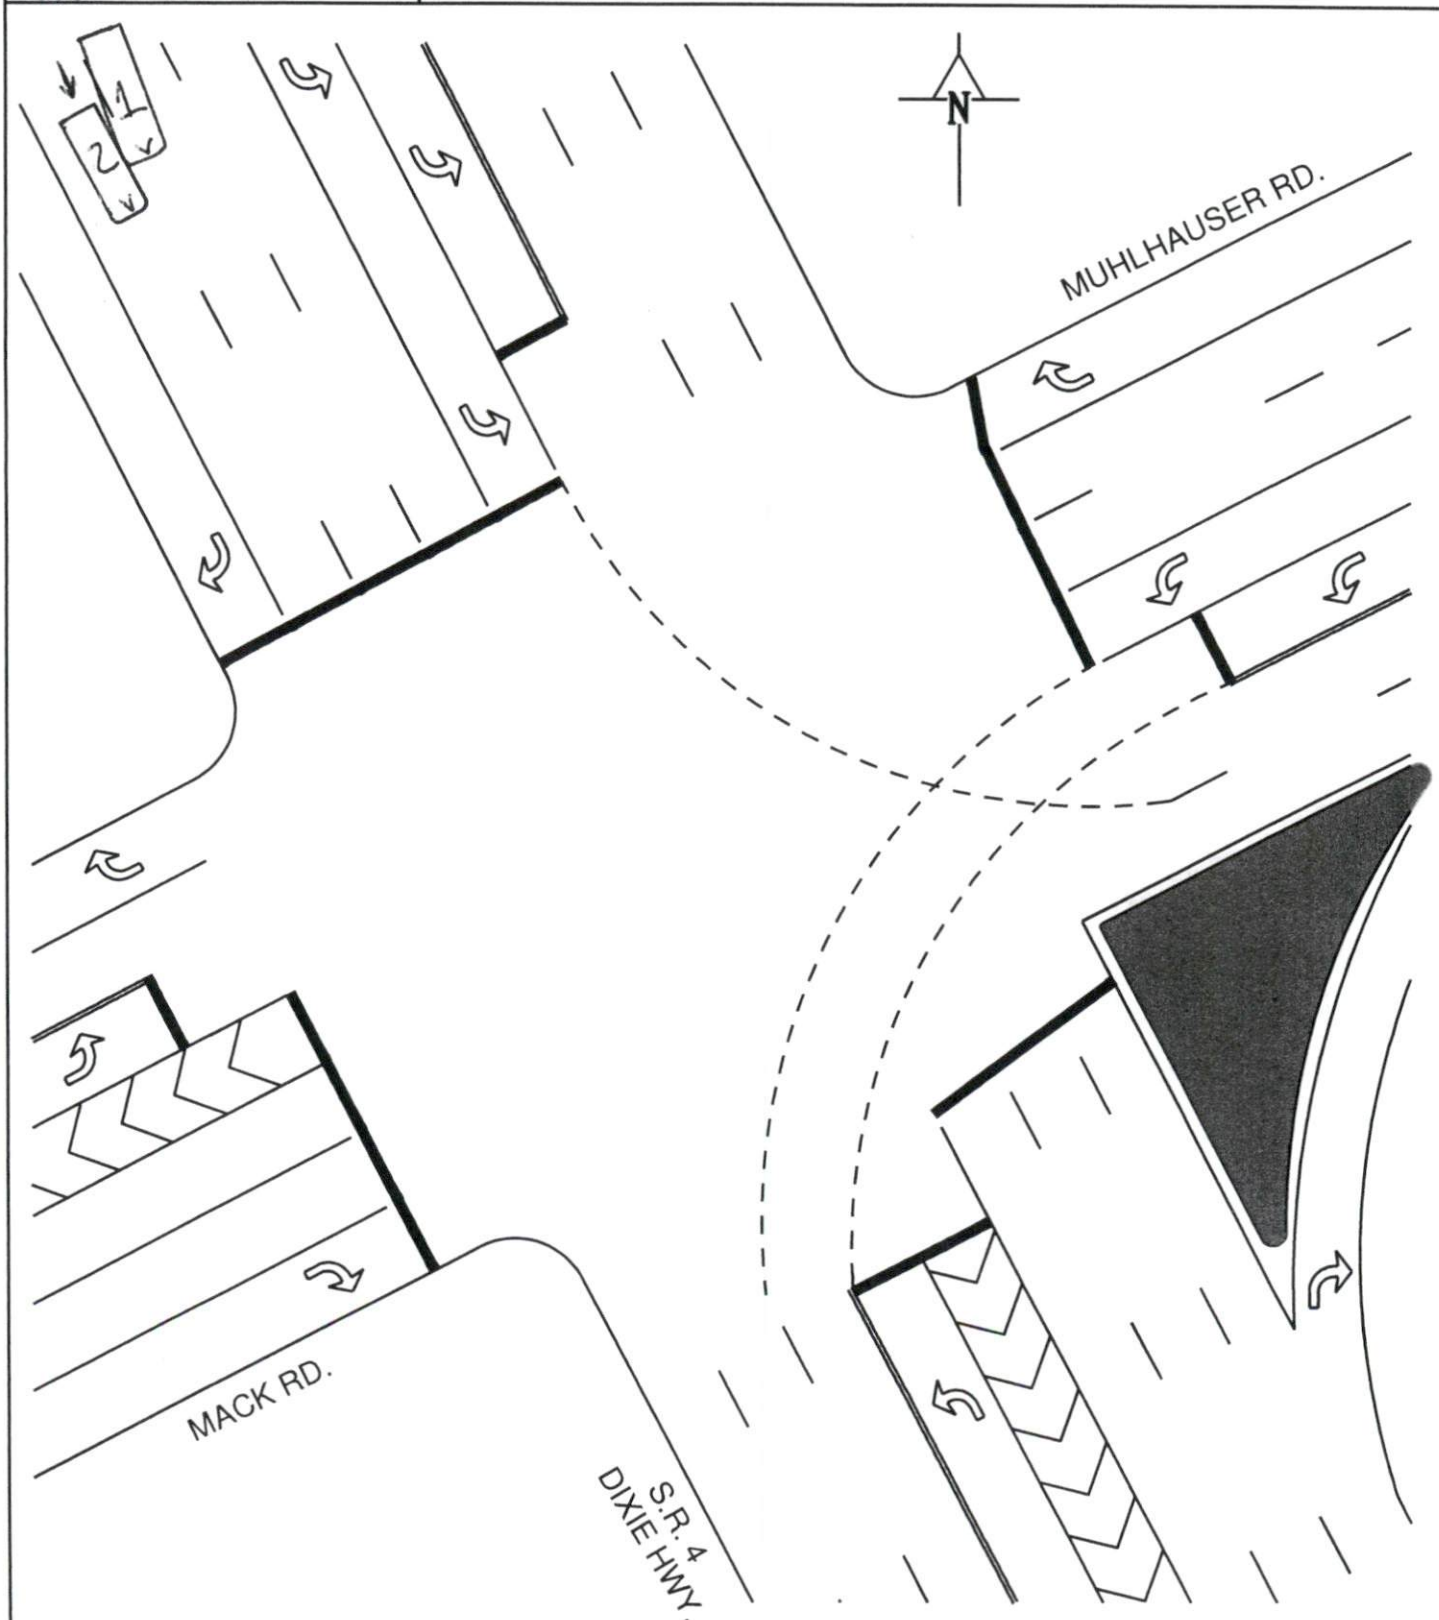 1
2
N
MUHLHAUSER RD.
MACK RD.
S.R. 4
DIXIE HWY.